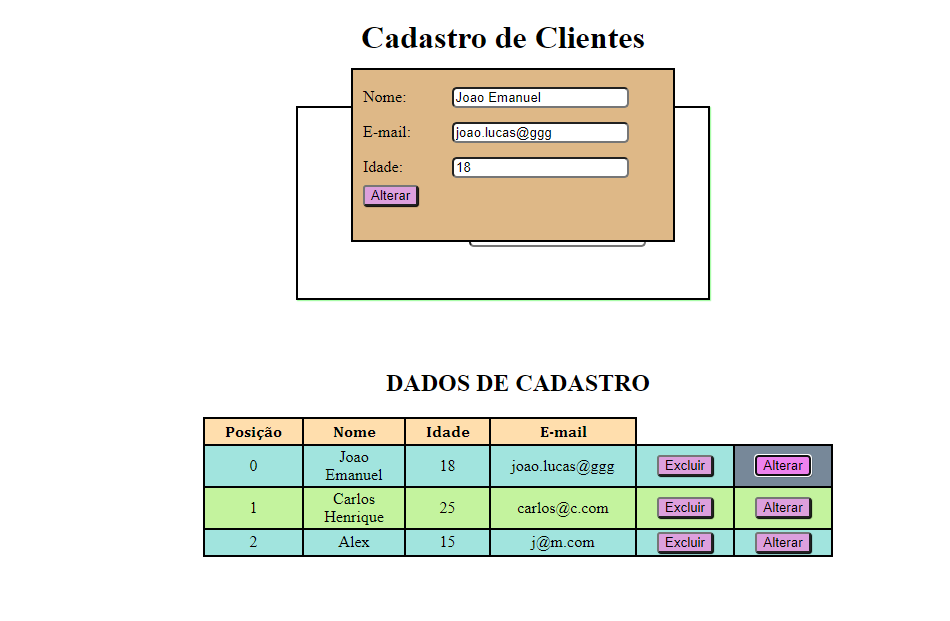 Cadastro de Clientes
Nome: Joao Emanuel
E-mail: joao.lucas@ggg
Idade: 18
Alterar
DADOS DE CADASTRO
Posição Nome Idade E-mail
0 Joao Emanuel 18 joao.lucas@ggg Excluir Alterar
1 Carlos Henrique 25 carlos@c.com Excluir Alterar
2 Alex 15 j@m.com Excluir Alterar